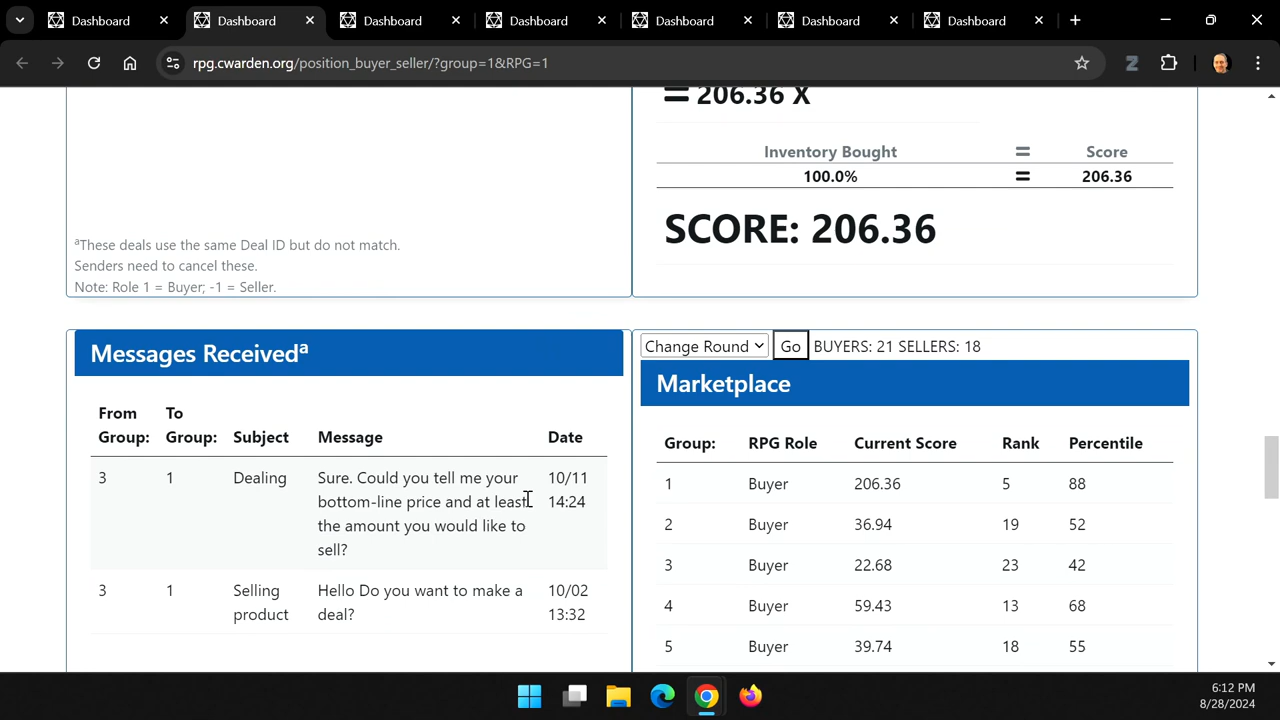 Dashboard
Dashboard
Dashboard
Dashboard
Dashboard
Dashboard
Dashboard
rpg.cwarden.org/position_buyer_seller/?group=1&RPG=1
= 206.36 X
Inventory Bought = Score
100.0% = 206.36
SCORE: 206.36
ᵃThese deals use the same Deal ID but do not match.
Senders need to cancel these.
Note: Role 1 = Buyer; -1 = Seller.
Messages Receivedᵃ
From Group: To Group: Subject Message Date
3 1 Dealing Sure. Could you tell me your 10/11
bottom-line price and at least 14:24
the amount you would like to
sell?
3 1 Selling Hello Do you want to make a 10/02
product deal? 13:32
Change Round Go BUYERS: 21 SELLERS: 18
Marketplace
Group: RPG Role Current Score Rank Percentile
1 Buyer 206.36 5 88
2 Buyer 36.94 19 52
3 Buyer 22.68 23 42
4 Buyer 59.43 13 68
5 Buyer 39.74 18 55
Z
6:12 PM
8/28/2024